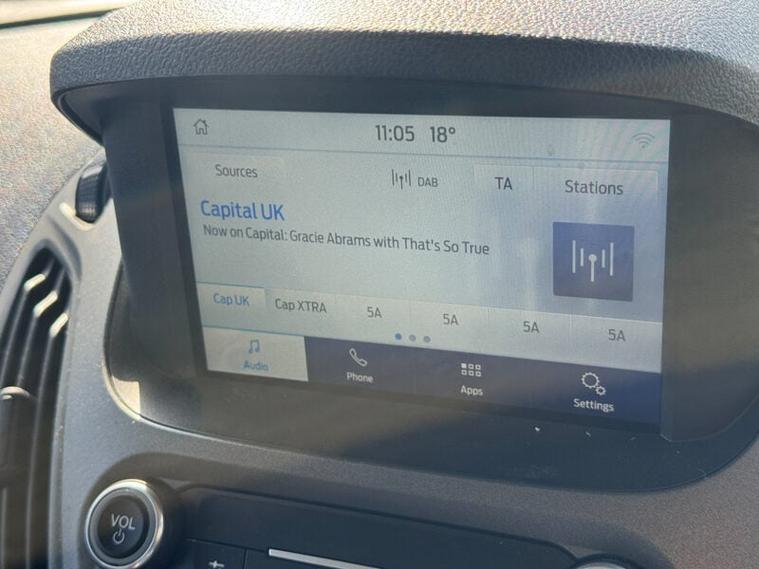 11:05 18°
Sources DAB TA Stations
Capital UK
Now on Capital: Gracie Abrams with That's So True
Cap UK Cap XTRA 5A 5A 5A 5A
Audio Phone Apps Settings
VOL